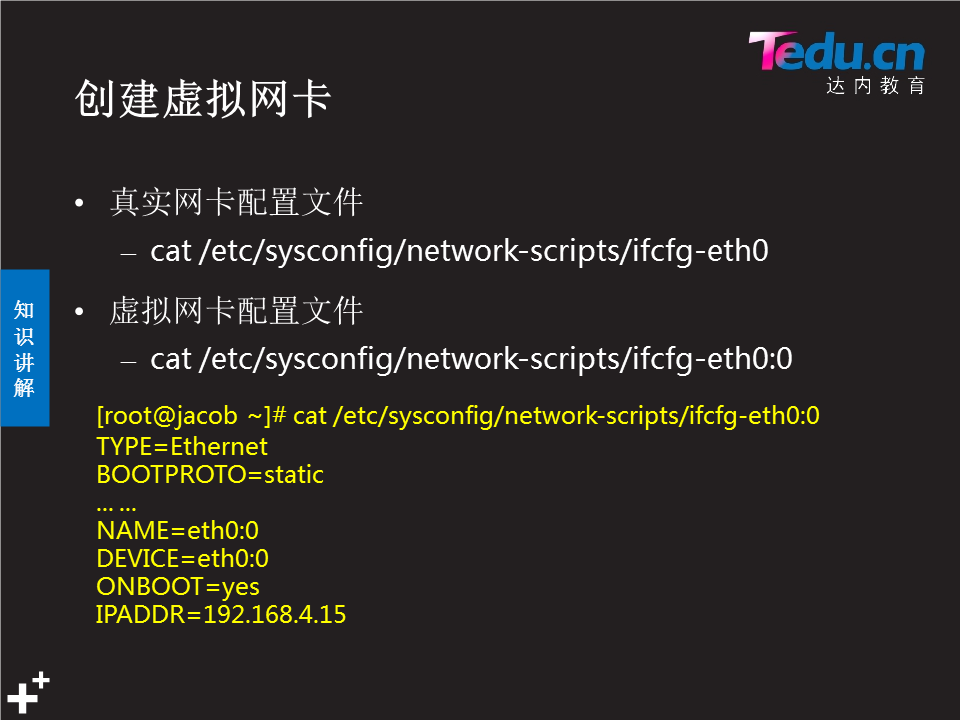 Tedu.cn
达内教育
创建虚拟网卡
• 真实网卡配置文件
– cat /etc/sysconfig/network-scripts/ifcfg-eth0
• 虚拟网卡配置文件
– cat /etc/sysconfig/network-scripts/ifcfg-eth0:0
知
识
讲
解
[root@jacob ~]# cat /etc/sysconfig/network-scripts/ifcfg-eth0:0
TYPE=Ethernet
BOOTPROTO=static
... ...
NAME=eth0:0
DEVICE=eth0:0
ONBOOT=yes
IPADDR=192.168.4.15